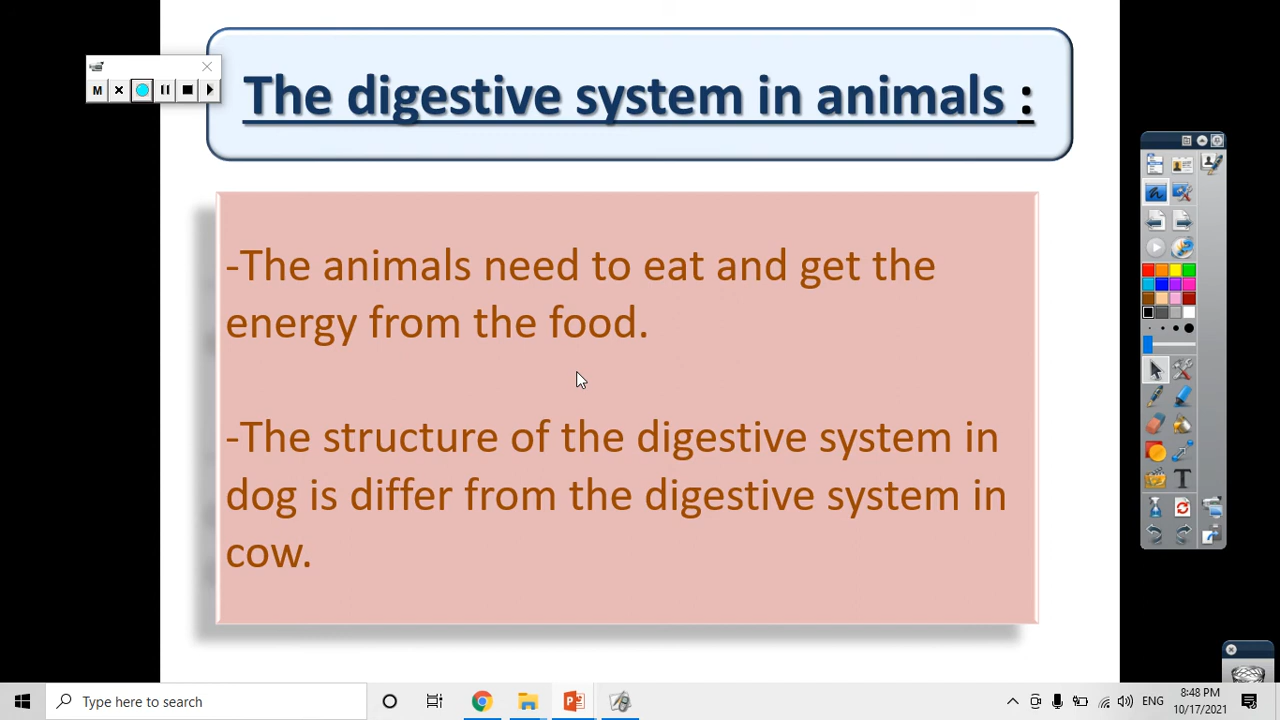 The digestive system in animals :
M
-The animals need to eat and get the
energy from the food.
-The structure of the digestive system in
dog is differ from the digestive system in
cow.
T
Type here to search
ENG
8:48 PM
10/17/2021